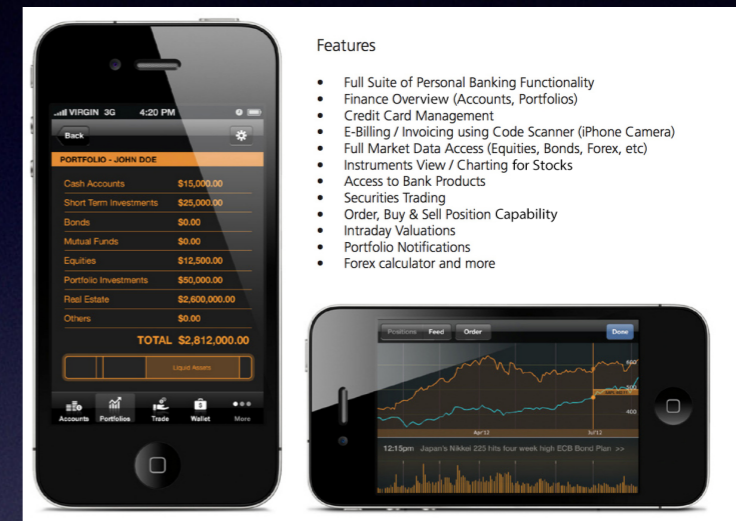 Features
• Full Suite of Personal Banking Functionality
• Finance Overview (Accounts, Portfolios)
• Credit Card Management
• E-Billing / Invoicing using Code Scanner (iPhone Camera)
• Full Market Data Access (Equities, Bonds, Forex, etc)
• Instruments View / Charting for Stocks
• Access to Bank Products
• Securities Trading
• Order, Buy & Sell Position Capability
• Intraday Valuations
• Portfolio Notifications
• Forex calculator and more
VIRGIN 3G 4:20 PM
Back
PORTFOLIO - JOHN DOE
Cash Accounts $15,000.00
Short Term Investments $25,000.00
Bonds $0.00
Mutual Funds $0.00
Equities $12,500.00
Portfolio Investments $50,000.00
Real Estate $2,600,000.00
Others $0.00
TOTAL $2,812,000.00
Liquid Assets
Accounts Portfolios Trade Wallet More
Positions Feed Order Done
600
500
400
Apr'12 Jul'12
12:15pm Japan's Nikkei 225 hits four week high ECB Bond Plan >>